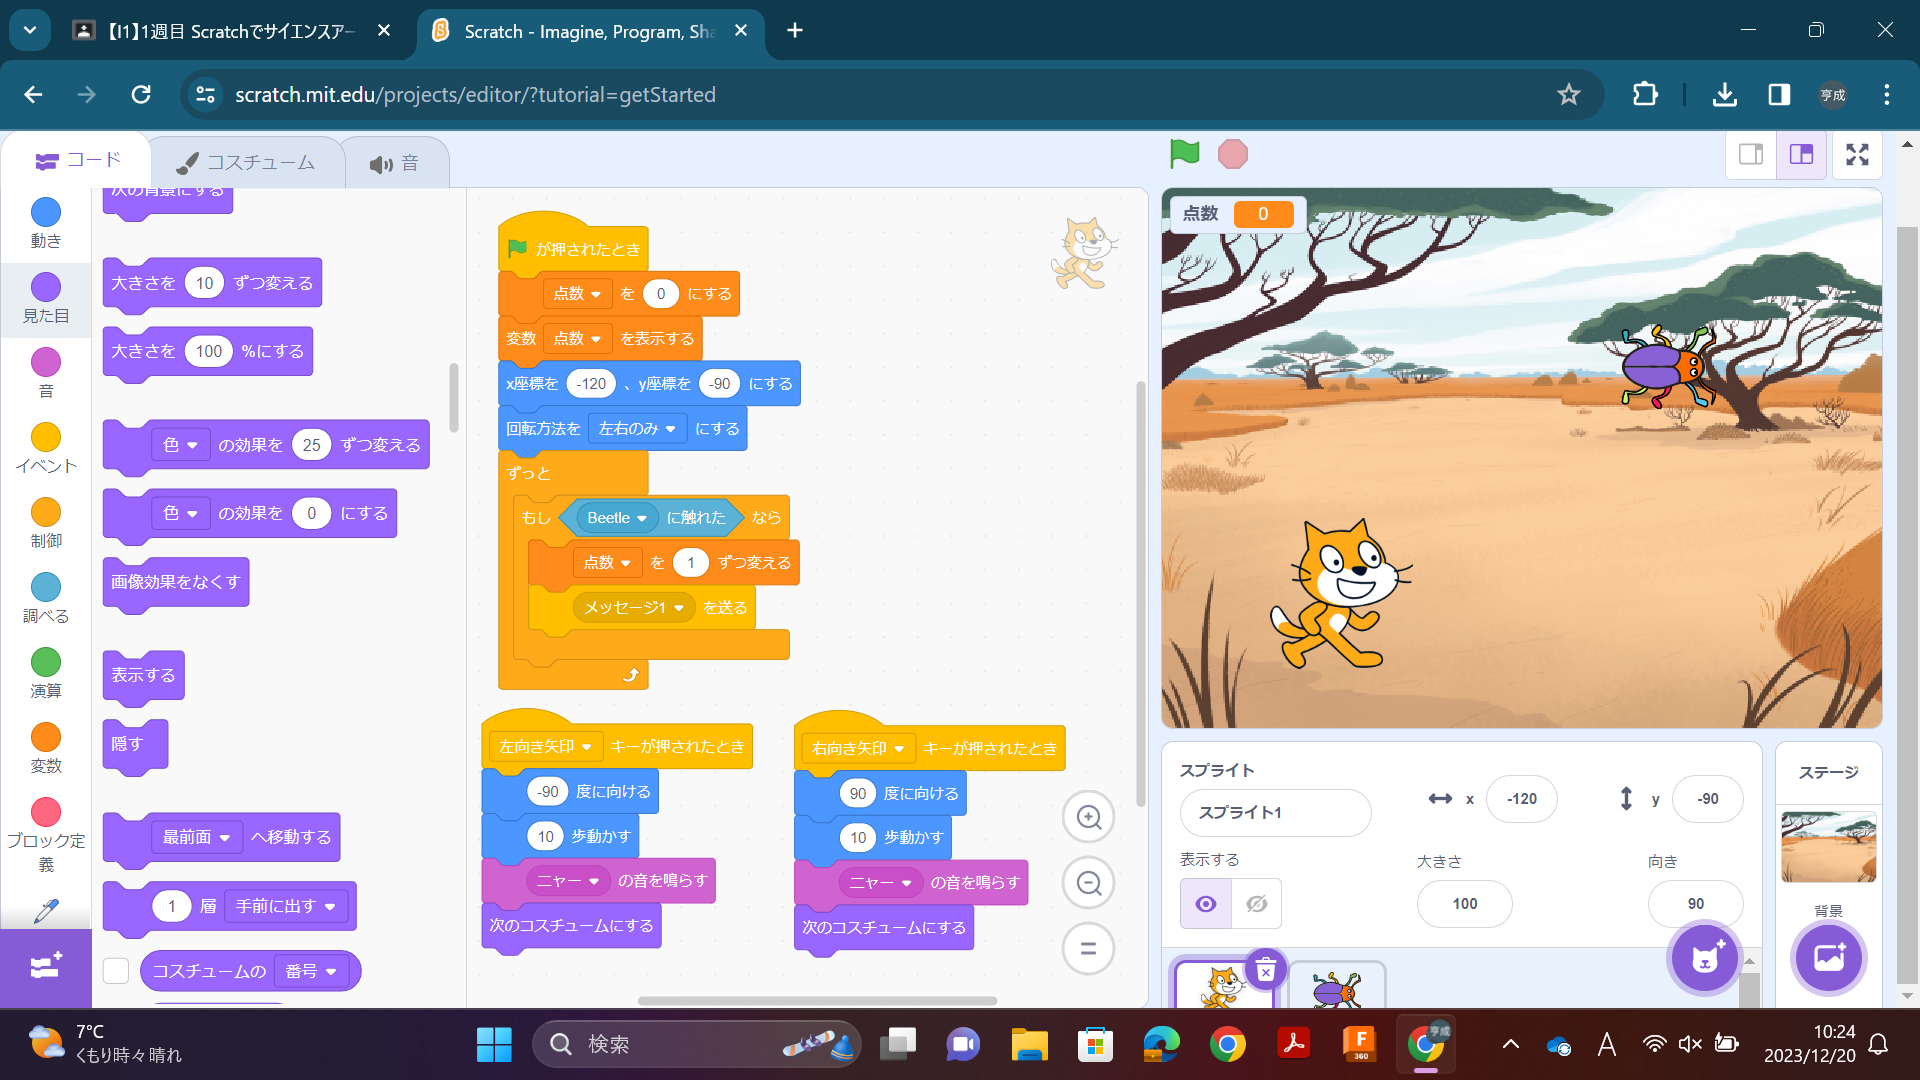 【I1】1週目 Scratchでサイエンスアー
Scratch - Imagine, Program, Sha
scratch.mit.edu/projects/editor/?tutorial=getStarted
亨成
コード
コスチューム
音
動き
見た目
音
イベント
制御
調べる
演算
変数
ブロック定
義
次の背景にする
大きさを 10 ずつ変える
大きさを 100 %にする
色 の効果を 25 ずつ変える
色 の効果を 0 にする
画像効果をなくす
表示する
隠す
最前面 へ移動する
1 層 手前に出す
コスチュームの 番号
が押されたとき
点数 を 0 にする
変数 点数 を表示する
x座標を -120 、y座標を -90 にする
回転方法を 左右のみ にする
ずっと
もし Beetle に触れた なら
点数 を 1 ずつ変える
メッセージ1 を送る
左向き矢印 キーが押されたとき
-90 度に向ける
10 歩動かす
ニャー の音を鳴らす
次のコスチュームにする
右向き矢印 キーが押されたとき
90 度に向ける
10 歩動かす
ニャー の音を鳴らす
次のコスチュームにする
点数 0
スプライト
スプライト1
x -120
y -90
表示する
大きさ
100
向き
90
ステージ
背景
7°C
くもり時々晴れ
検索
F
360
亨成
A
10:24
2023/12/20